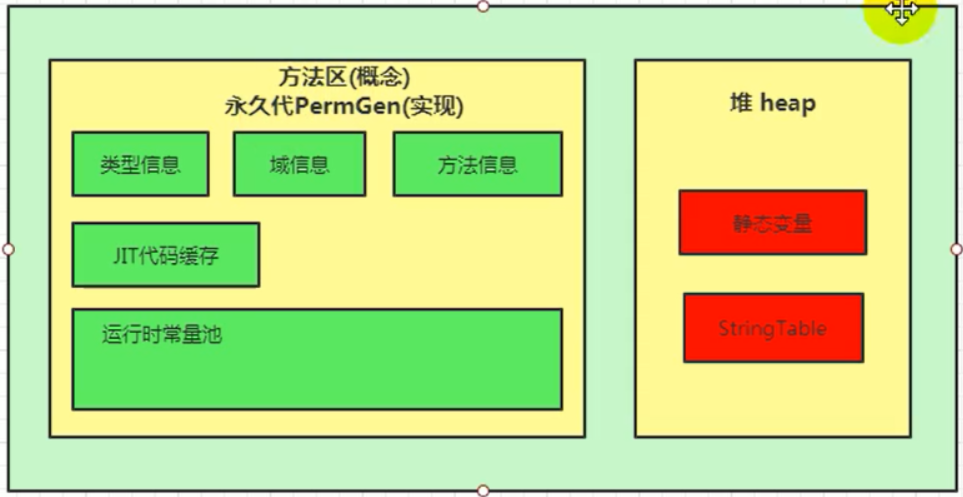 方法区(概念)
永久代PermGen(实现)
类型信息
域信息
方法信息
JIT代码缓存
运行时常量池
堆 heap
静态变量
StringTable